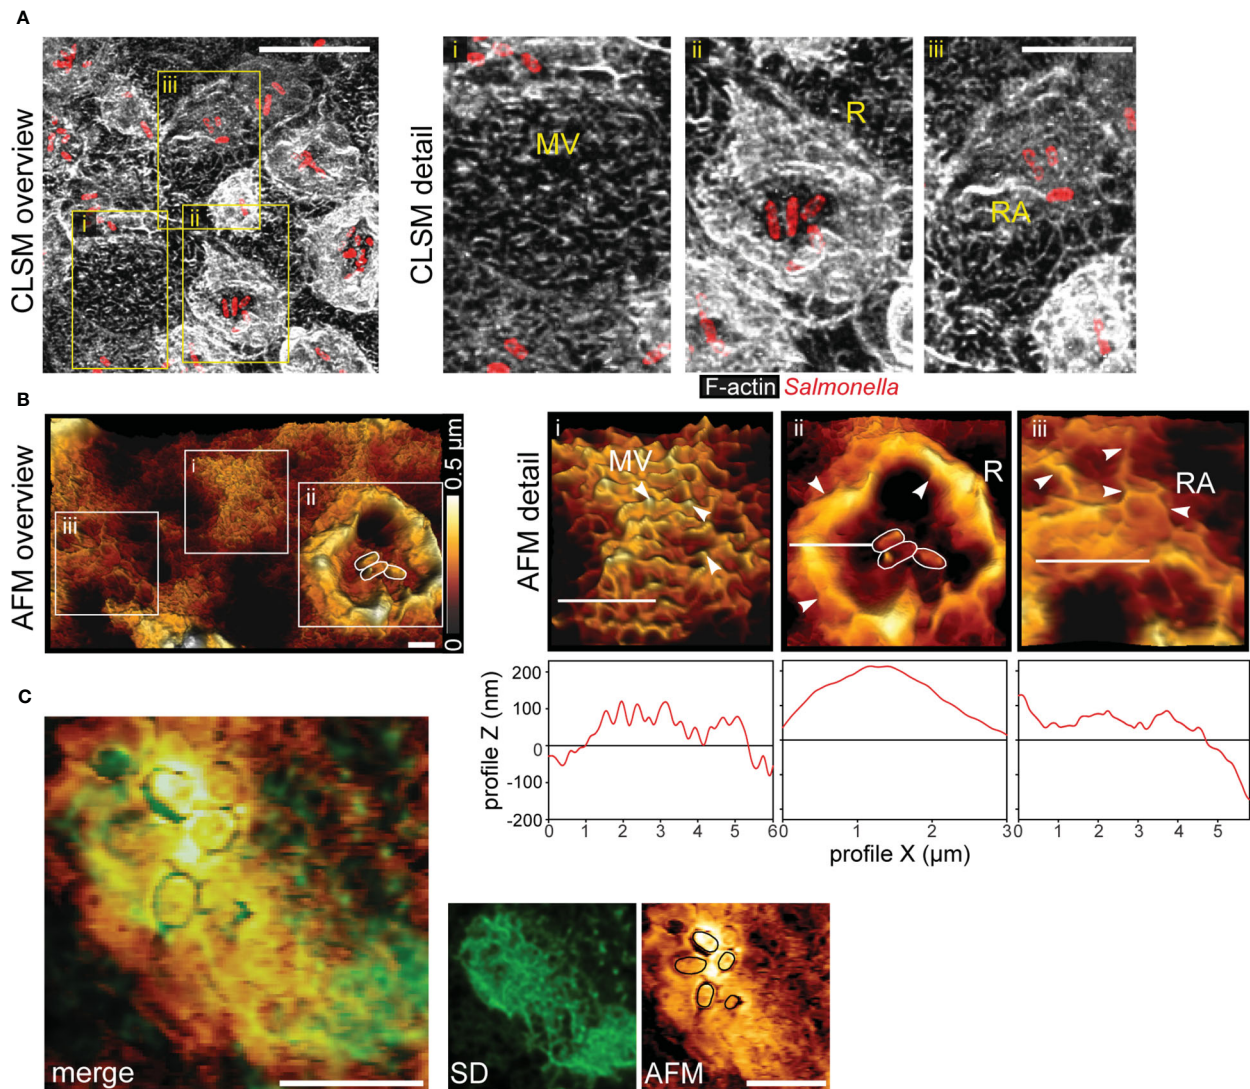 A
CLSM overview
iii
i
ii
CLSM detail
i
MV
ii
R
iii
RA
F-actin Salmonella
B
AFM overview
i
iii
ii
0 0.5 µm
AFM detail
i
MV
ii
R
iii
RA
profile Z (nm)
200
100
0
-100
-200
0 1 2 3 4 5 6
0 1 2 3
0 1 2 3 4 5
profile X (µm)
C
merge
SD
AFM